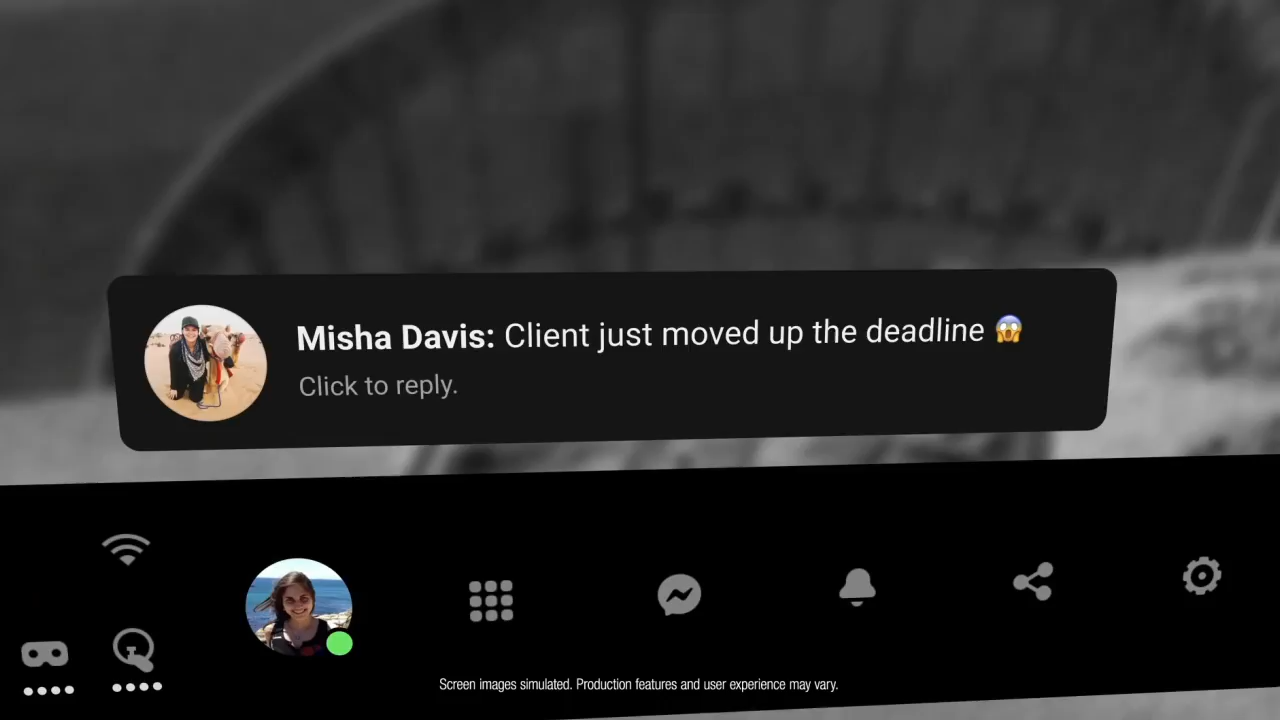 Misha Davis: Client just moved up the deadline 😱
Click to reply.
Screen images simulated. Production features and user experience may vary.